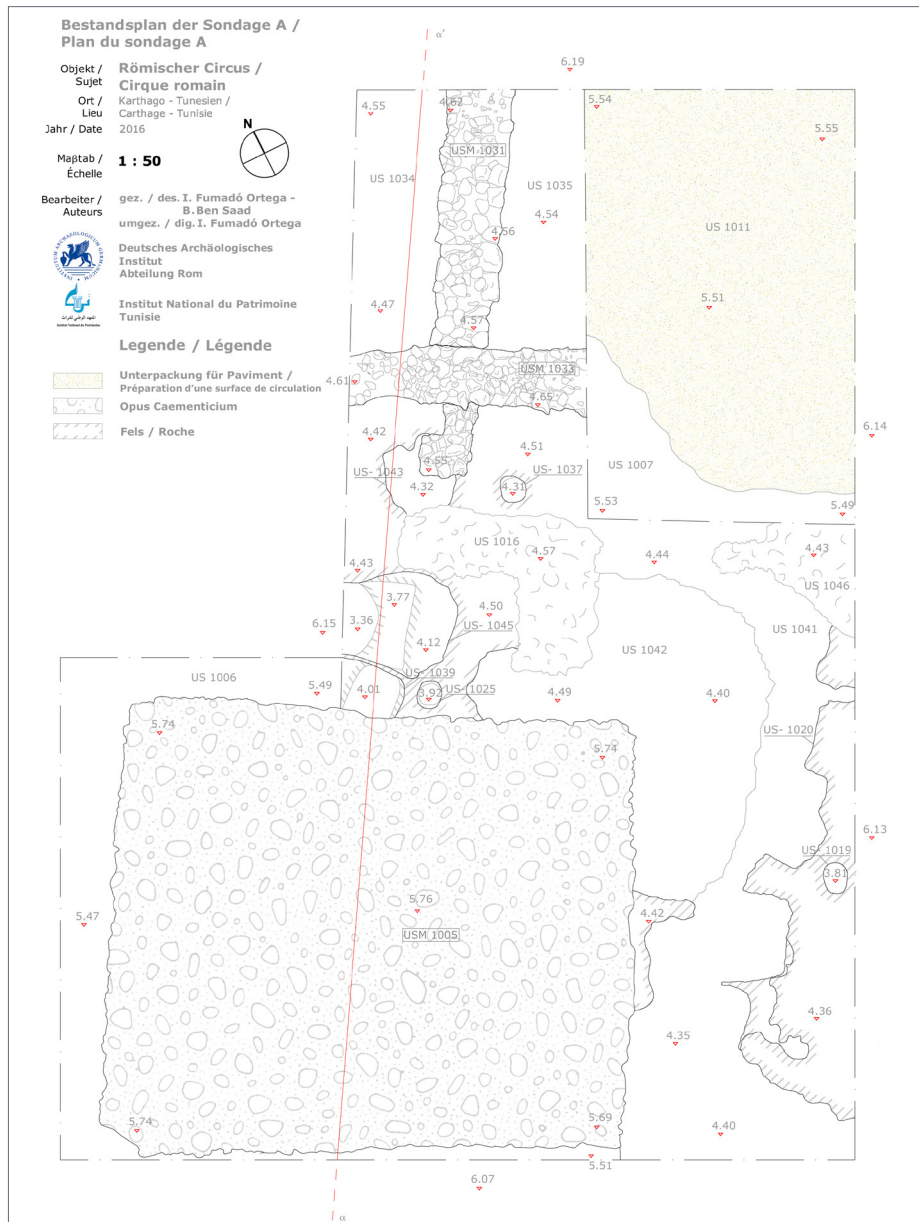 Bestandsplan der Sondage A /
Plan du sondage A
Objekt / Sujet
Römischer Circus /
Cirque romain
Ort / Lieu
Karthago - Tunesien /
Carthage - Tunisie
Jahr / Date
2016
N
Maβtab / Échelle
1 : 50
Bearbeiter / Auteurs
gez. / des. I. Fumadó Ortega -
B.Ben Saad
umgez. / dig. I. Fumadó Ortega
Deutsches Archäologisches
Institut
Abteilung Rom
المعهد الوطني للتراث
Institut National du Patrimoine
Institut National du Patrimoine
Tunisie
Legende / Légende
Unterpackung für Paviment /
Préparation d'une surface de circulation
Opus Caementicium
Fels / Roche
α'
6.19
4.55
4.62
5.54
5.55
USM 1031
US 1034
US 1035
4.54
4.56
US 1011
4.47
4.57
5.51
USM 1033
4.61
4.65
4.42
4.51
6.14
4.55
US- 1043
US- 1037
US 1007
4.32
4.31
5.53
5.49
US 1016
4.57
4.44
4.43
4.43
US 1046
3.77
3.36
4.50
6.15
US- 1045
US 1041
4.12
US 1042
US- 1039
US 1006
5.49
4.01
3.92
US- 1025
4.49
4.40
5.74
5.74
US- 1020
6.13
US- 1019
3.81
5.76
5.47
4.42
USM 1005
4.36
4.35
5.74
5.69
4.40
5.51
6.07
α